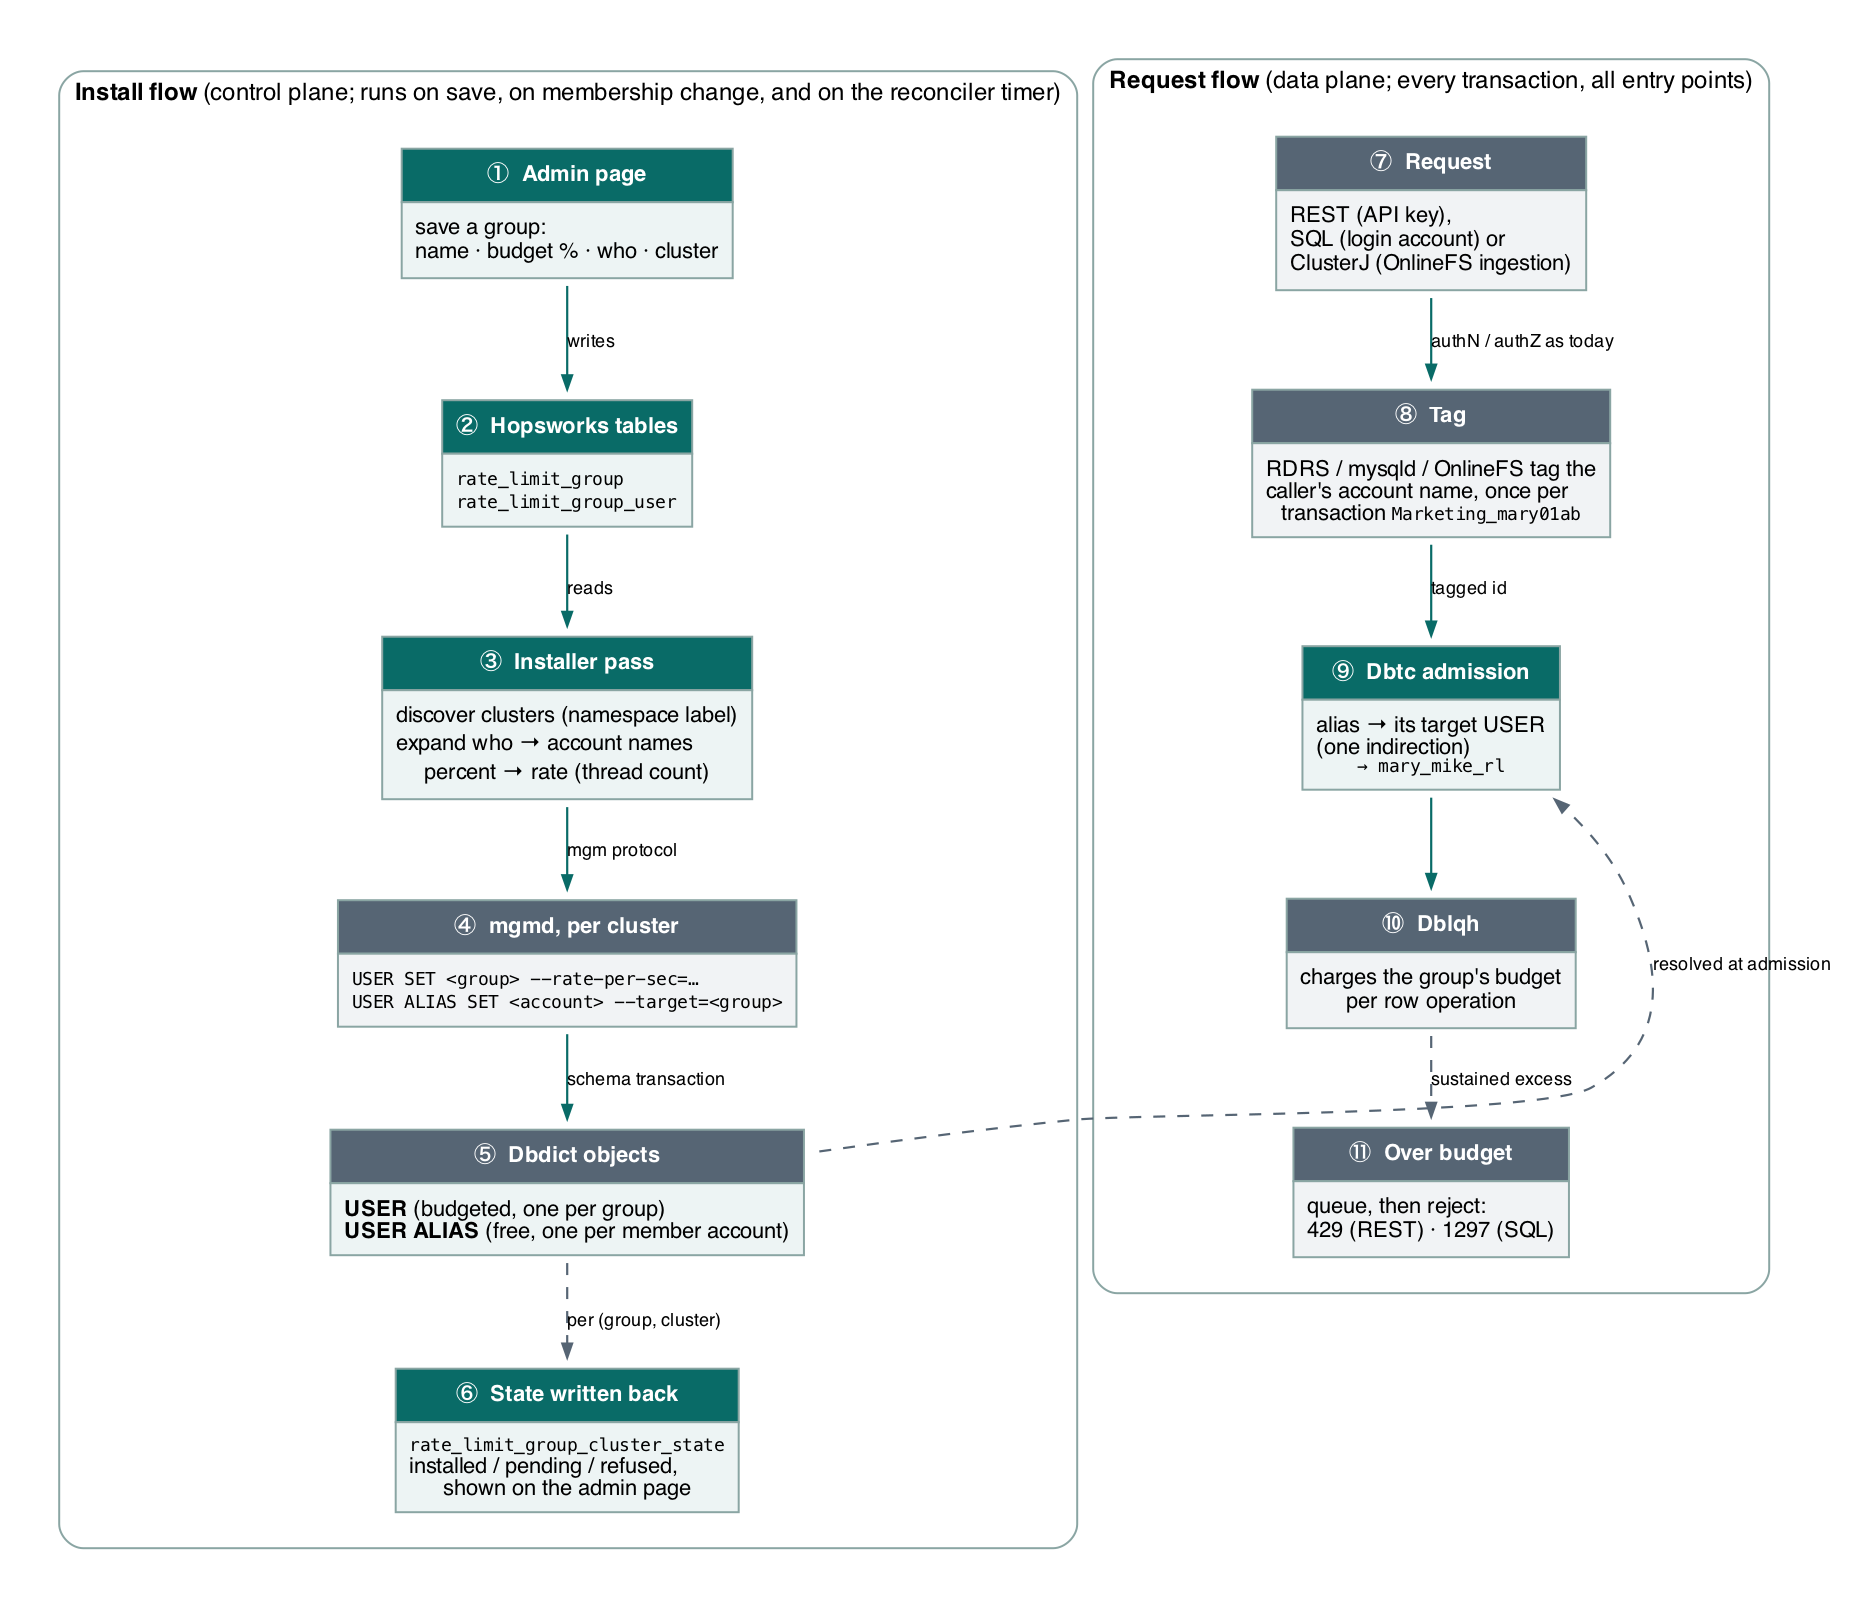 Install flow (control plane; runs on save, on membership change, and on the reconciler timer)
① Admin page
save a group:
name · budget % · who · cluster
writes
② Hopsworks tables
rate_limit_group
rate_limit_group_user
reads
③ Installer pass
discover clusters (namespace label)
expand who → account names
percent → rate (thread count)
mgm protocol
④ mgmd, per cluster
USER SET <group> --rate-per-sec=…
USER ALIAS SET <account> --target=<group>
schema transaction
⑤ Dbdict objects
USER (budgeted, one per group)
USER ALIAS (free, one per member account)
per (group, cluster)
⑥ State written back
rate_limit_group_cluster_state
installed / pending / refused,
shown on the admin page
Request flow (data plane; every transaction, all entry points)
⑦ Request
REST (API key),
SQL (login account) or
ClusterJ (OnlineFS ingestion)
authN / authZ as today
⑧ Tag
RDRS / mysqld / OnlineFS tag the
caller's account name, once per
transaction Marketing_mary01ab
tagged id
⑨ Dbtc admission
alias → its target USER
(one indirection)
→ mary_mike_rl
⑩ Dblqh
charges the group's budget
per row operation
resolved at admission
sustained excess
⑪ Over budget
queue, then reject:
429 (REST) · 1297 (SQL)